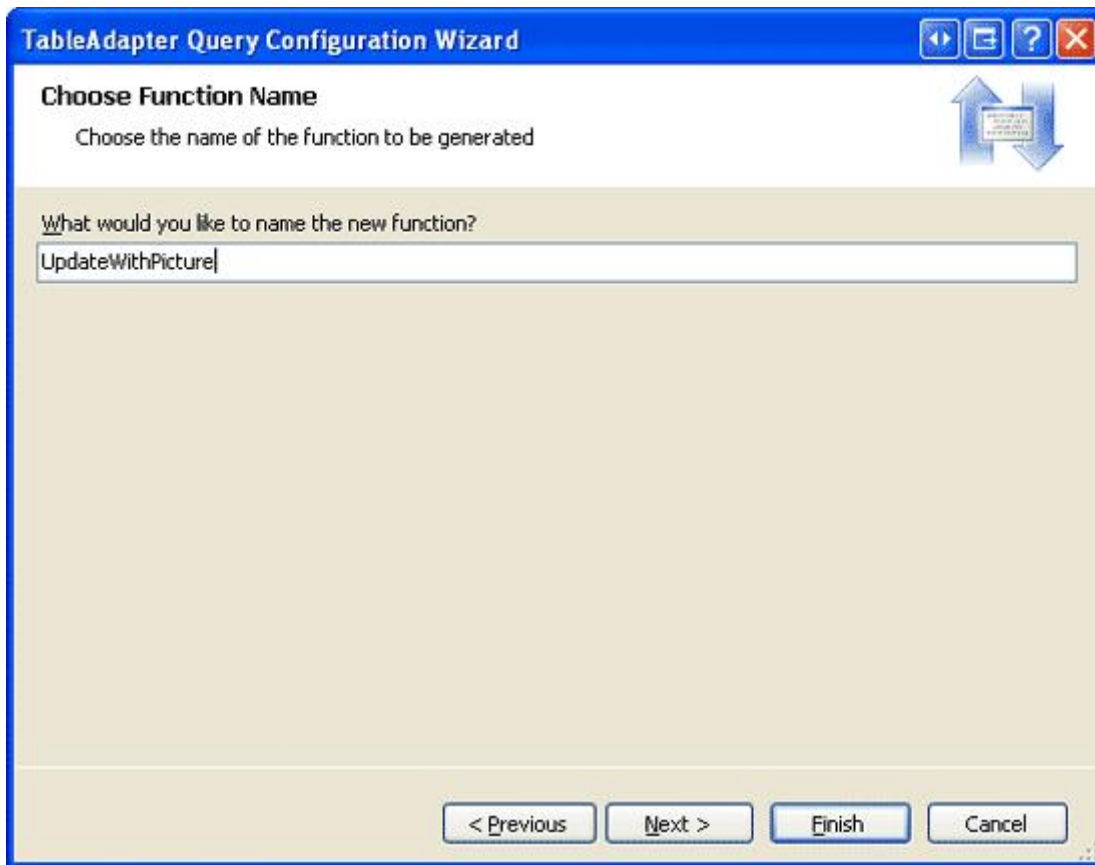 TableAdapter Query Configuration Wizard
?
Choose Function Name
Choose the name of the function to be generated
What would you like to name the new function?
UpdateWithPicture
< Previous Next > Finish Cancel